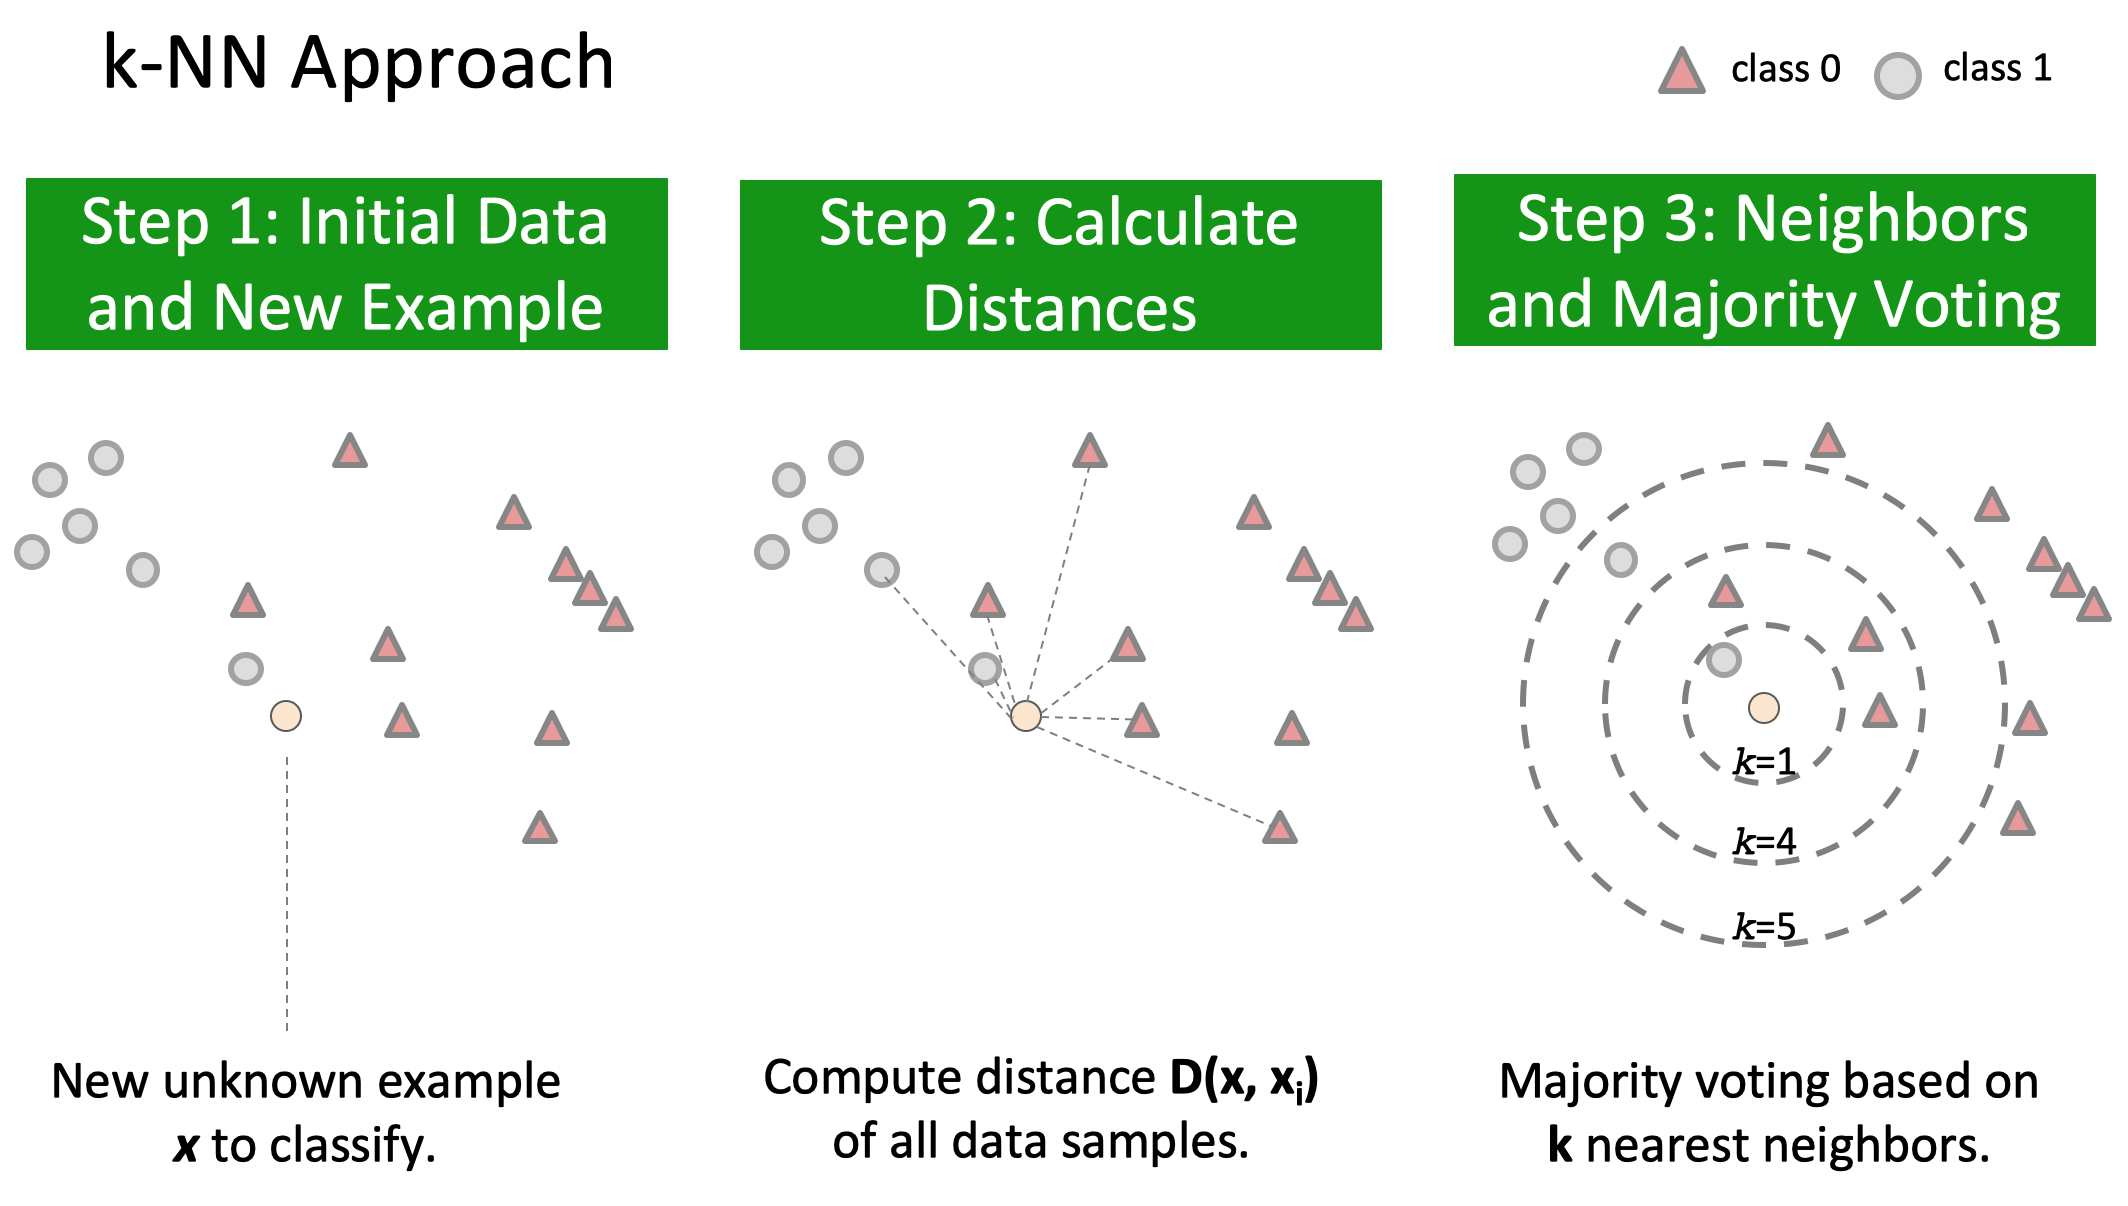 k-NN Approach
class 0
class 1
Step 1: Initial Data
and New Example
Step 2: Calculate
Distances
Step 3: Neighbors
and Majority Voting
k=1
k=4
k=5
New unknown example
x to classify.
Compute distance D(x, xi)
of all data samples.
Majority voting based on
k nearest neighbors.